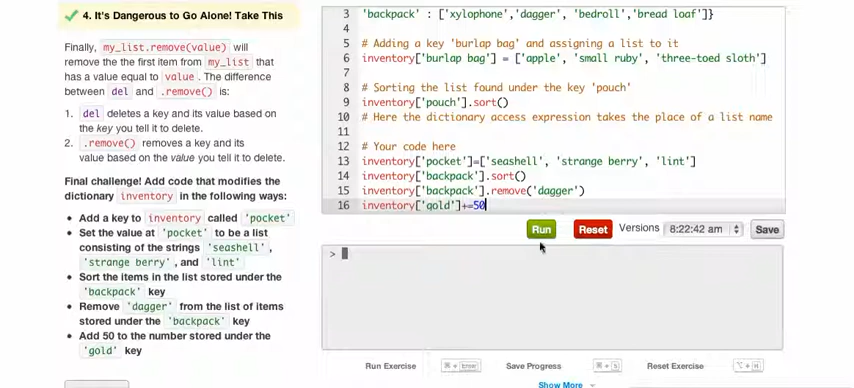 4. It's Dangerous to Go Alone! Take This
Finally, my_list.remove(value) will
remove the the first item from my_list that
has a value equal to value . The difference
between del and .remove() is:
1. del deletes a key and its value based on
the key you tell it to delete.
2. .remove() removes a key and its
value based on the value you tell it to delete.
Final challenge! Add code that modifies the
dictionary inventory in the following ways:
• Add a key to inventory called 'pocket'
• Set the value at 'pocket' to be a list
consisting of the strings 'seashell' ,
'strange berry' , and 'lint'
• Sort the items in the list stored under the
'backpack' key
• Remove 'dagger' from the list of items
stored under the 'backpack' key
• Add 50 to the number stored under the
'gold' key
3 'backpack' : ['xylophone','dagger', 'bedroll','bread loaf']}
4
5 # Adding a key 'burlap bag' and assigning a list to it
6 inventory['burlap bag'] = ['apple', 'small ruby', 'three-toed sloth']
7
8 # Sorting the list found under the key 'pouch'
9 inventory['pouch'].sort()
10 # Here the dictionary access expression takes the place of a list name
11
12 # Your code here
13 inventory['pocket']=['seashell', 'strange berry', 'lint']
14 inventory['backpack'].sort()
15 inventory['backpack'].remove('dagger')
16 inventory['gold']+=50
Run Reset Versions 8:22:42 am Save
>
Run Exercise ⌘ + Enter Save Progress ⌘ + S Reset Exercise
Show More